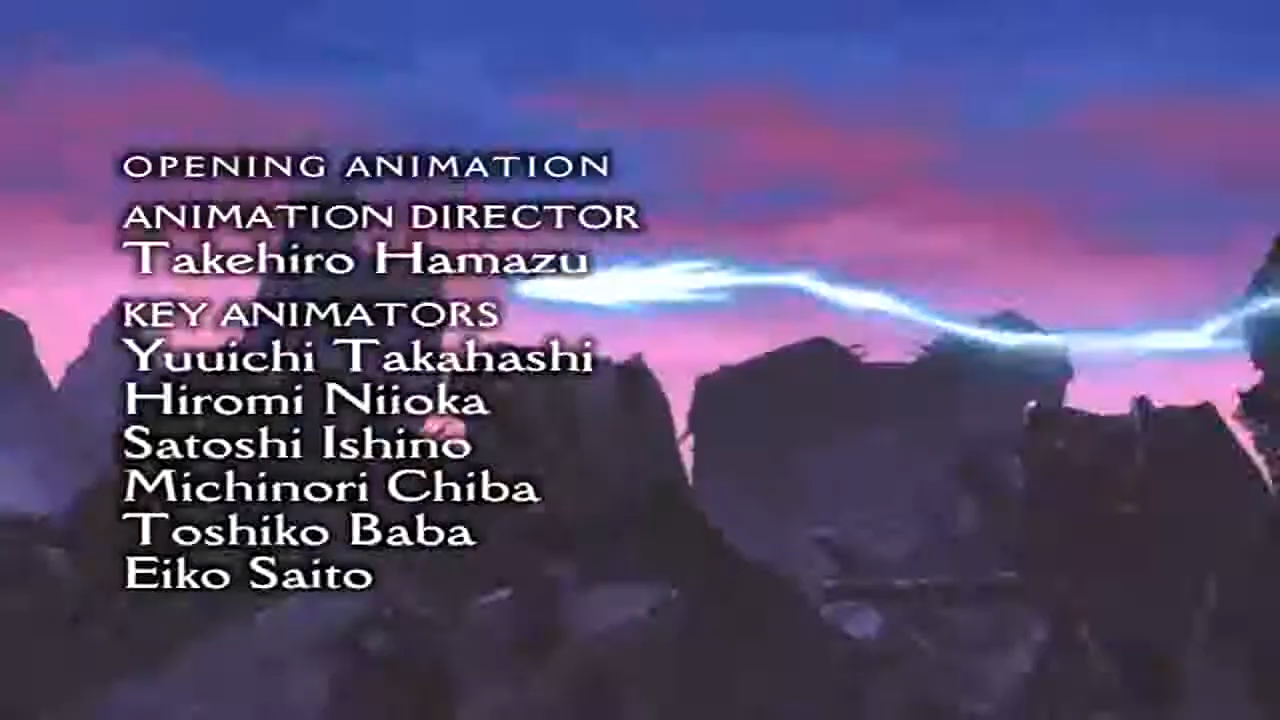 OPENING ANIMATION
ANIMATION DIRECTOR
Takehiro Hamazu
KEY ANIMATORS
Yuuichi Takahashi
Hiromi Niioka
Satoshi Ishino
Michinori Chiba
Toshiko Baba
Eiko Saito